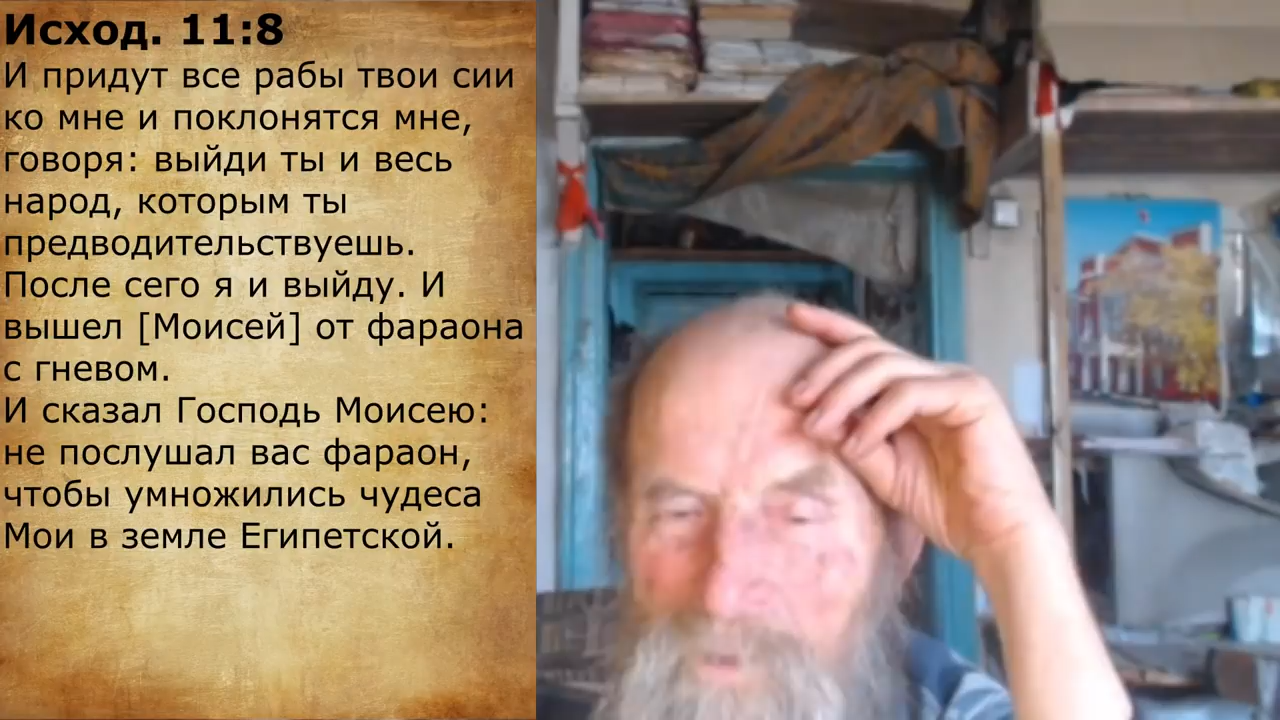 Исход. 11:8
И придут все рабы твои сии
ко мне и поклонятся мне,
говоря: выйди ты и весь
народ, которым ты
предводительствуешь.
После сего я и выйду. И
вышел [Моисей] от фараона
с гневом.
И сказал Господь Моисею:
не послушал вас фараон,
чтобы умножились чудеса
Мои в земле Египетской.